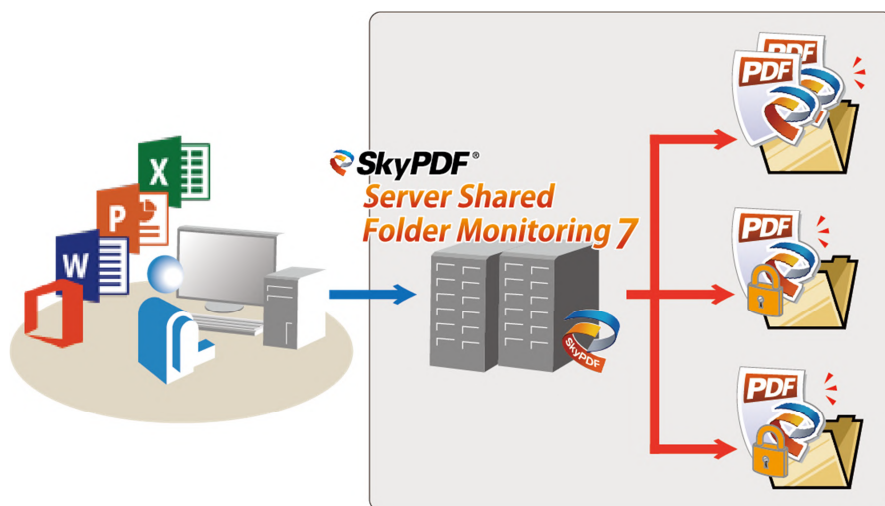 X
P
W
SkyPDF®
Server Shared
Folder Monitoring 7
SkyPDF
PDF
PDF
PDF
PDF